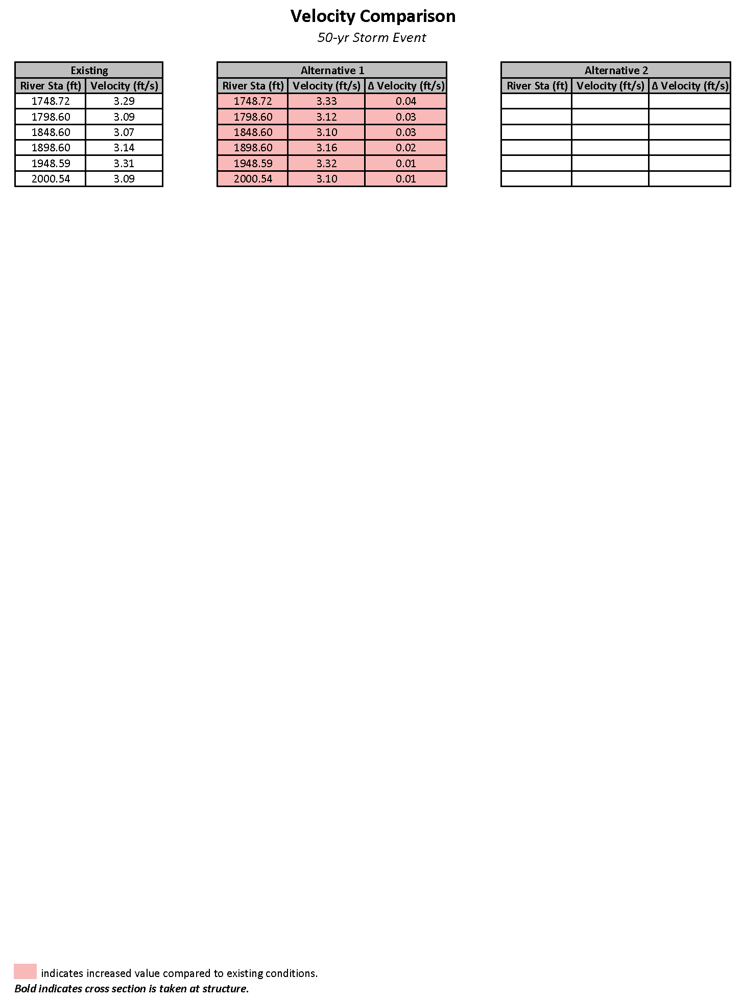 Velocity Comparison
50-yr Storm Event
Existing
River Sta (ft) Velocity (ft/s)
1748.72 3.29
1798.60 3.09
1848.60 3.07
1898.60 3.14
1948.59 3.31
2000.54 3.09
Alternative 1
River Sta (ft) Velocity (ft/s) Δ Velocity (ft/s)
1748.72 3.33 0.04
1798.60 3.12 0.03
1848.60 3.10 0.03
1898.60 3.16 0.02
1948.59 3.32 0.01
2000.54 3.10 0.01
Alternative 2
River Sta (ft) Velocity (ft/s) Δ Velocity (ft/s)
indicates increased value compared to existing conditions.
Bold indicates cross section is taken at structure.